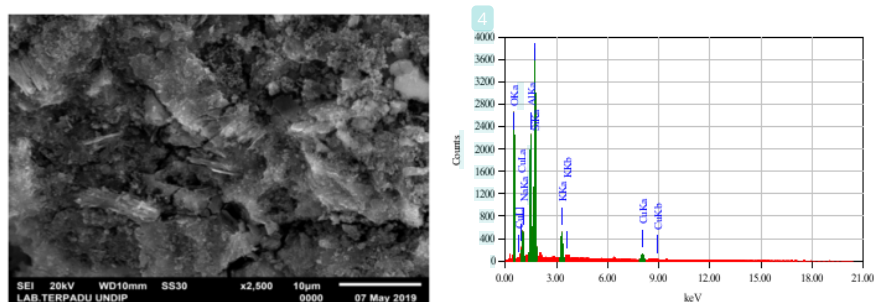 SEI 20kV WD10mm SS30 x2,500 10μm
LAB.TERPADU UNDIP 0000 07 May 2019
4
4000
3600
3200
2800
2400
2000
1600
1200
800
400
0
Counts
OKa
CuLl
NaKa
CuLa
AlKa
SiKa
KKa
KKb
CuKa
CuKb
0.00 3.00 6.00 9.00 12.00 15.00 18.00 21.00
keV